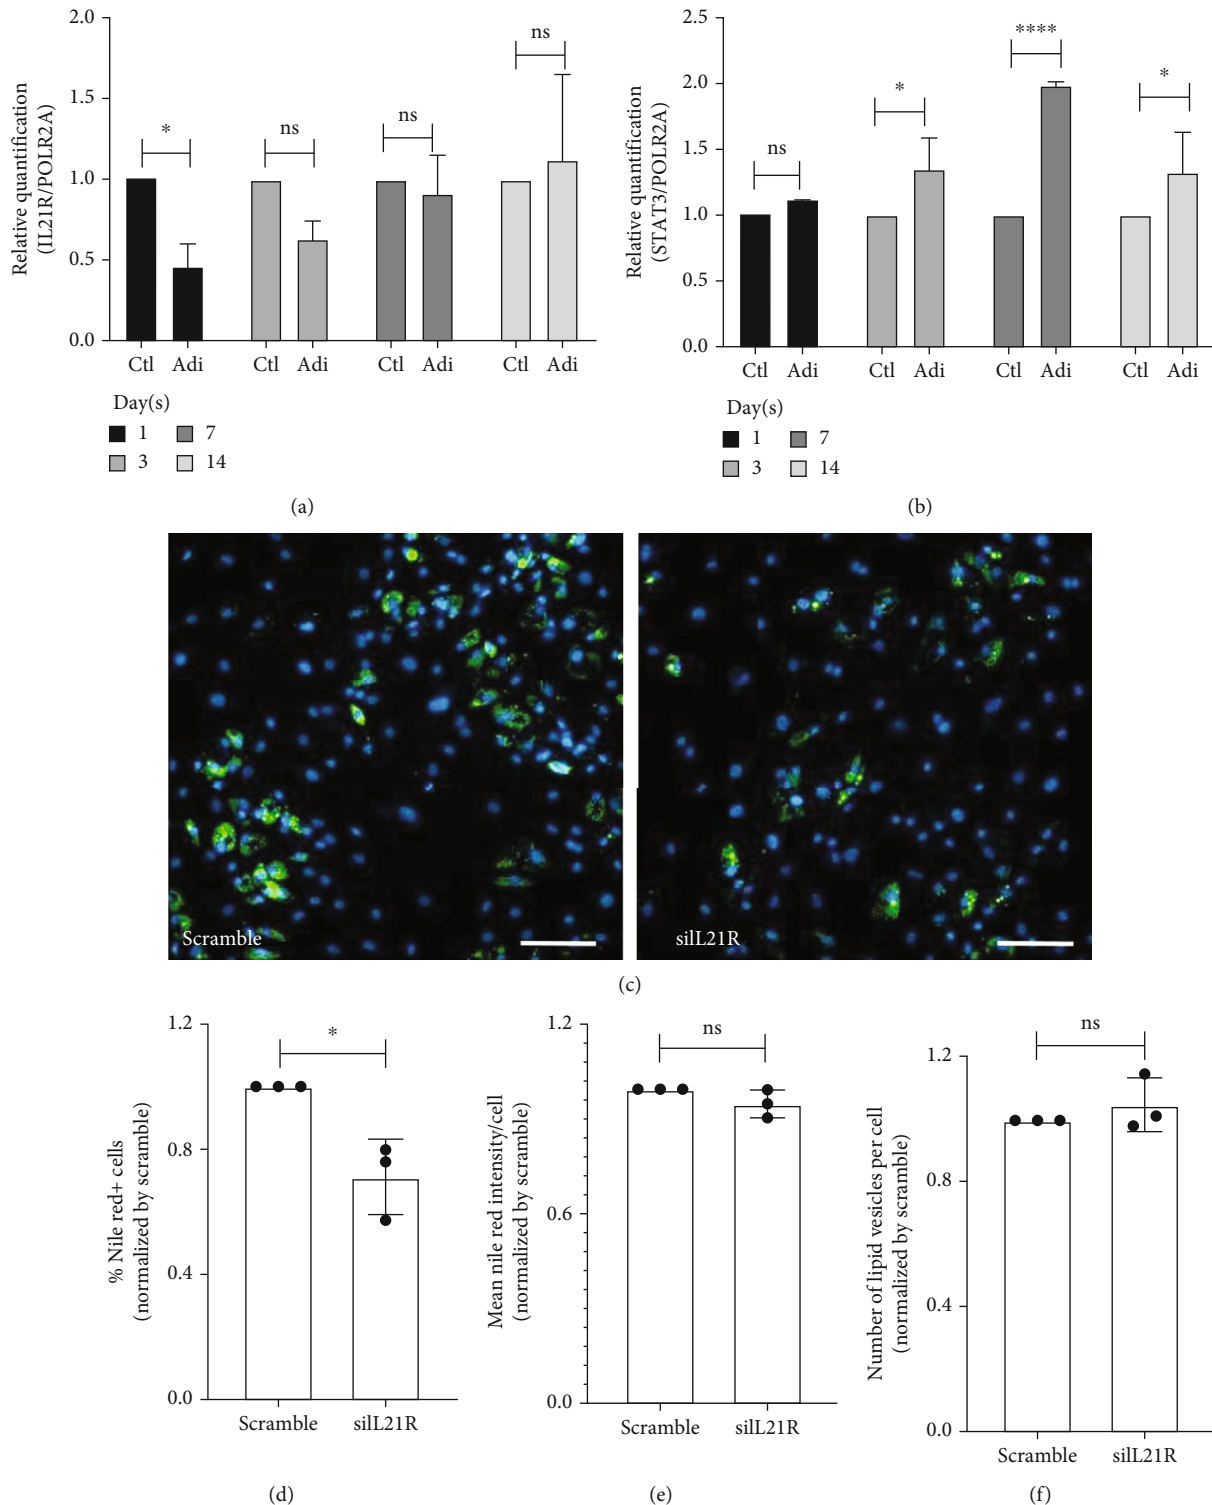 2.0
1.5
1.0
0.5
0.0
Relative quantification
(IL21R/POLR2A)
*
ns
ns
ns
Ctl Adi Ctl Adi Ctl Adi Ctl Adi
Day(s)
1 7
3 14
(a)
2.5
2.0
1.5
1.0
0.5
0.0
Relative quantification
(STAT3/POLR2A)
ns
*
****
*
Ctl Adi Ctl Adi Ctl Adi Ctl Adi
Day(s)
1 7
3 14
(b)
Scramble
siIL21R
(c)
1.2
0.8
0.4
0.0
% Nile red+ cells
(normalized by scramble)
*
Scramble siIL21R
(d)
1.2
0.6
0.0
Mean nile red intensity/cell
(normalized by scramble)
ns
Scramble siIL21R
(e)
1.2
0.8
0.4
0.0
Number of lipid vesicles per cell
(normalized by scramble)
ns
Scramble siIL21R
(f)